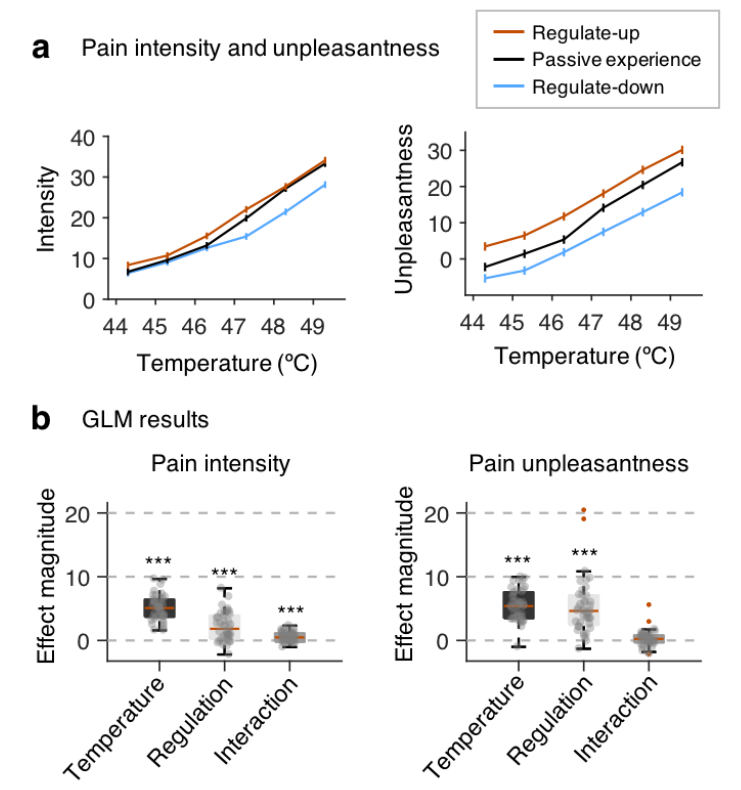 a Pain intensity and unpleasantness
Regulate-up
Passive experience
Regulate-down
Intensity
40
30
20
10
0
44 45 46 47 48 49
Temperature (ºC)
Unpleasantness
30
20
10
0
44 45 46 47 48 49
Temperature (ºC)
b GLM results
Pain intensity
Effect magnitude
20
10
0
***
***
***
Temperature
Regulation
Interaction
Pain unpleasantness
Effect magnitude
20
10
0
***
***
Temperature
Regulation
Interaction